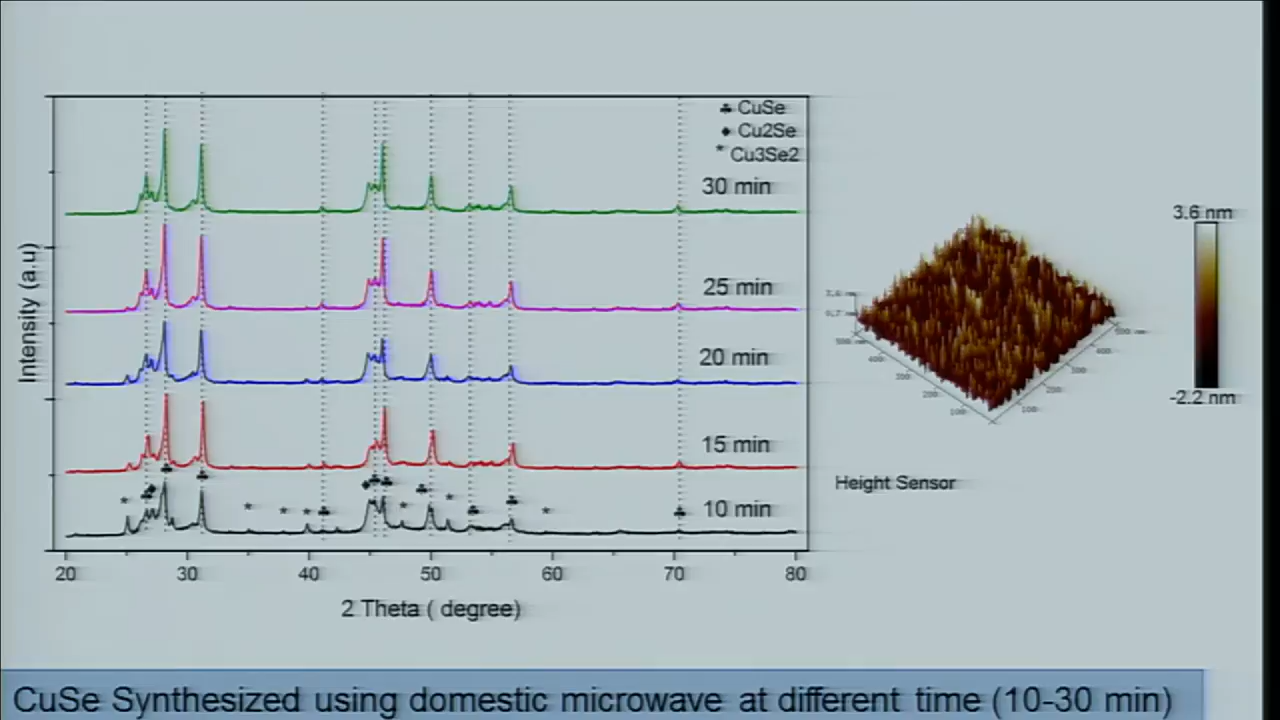 ♣ CuSe
♦ Cu2Se
* Cu3Se2
30 min
25 min
20 min
15 min
10 min
Intensity (a.u)
20 30 40 50 60 70 80
2 Theta ( degree)
3.6 nm
-2.2 nm
Height Sensor
CuSe Synthesized using domestic microwave at different time (10-30 min)